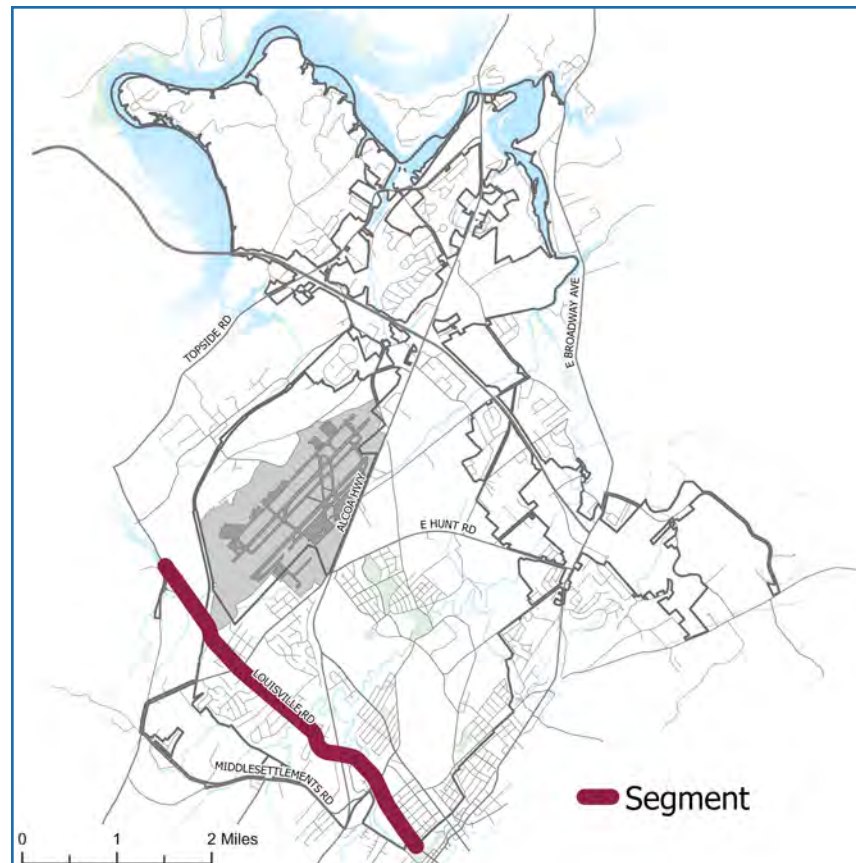 TOPSIDE RD
E BROADWAY AVE
ALCOA HWY
E HUNT RD
LOUISVILLE RD
MIDDLESETTLEMENTS RD
Segment
0 1 2 Miles